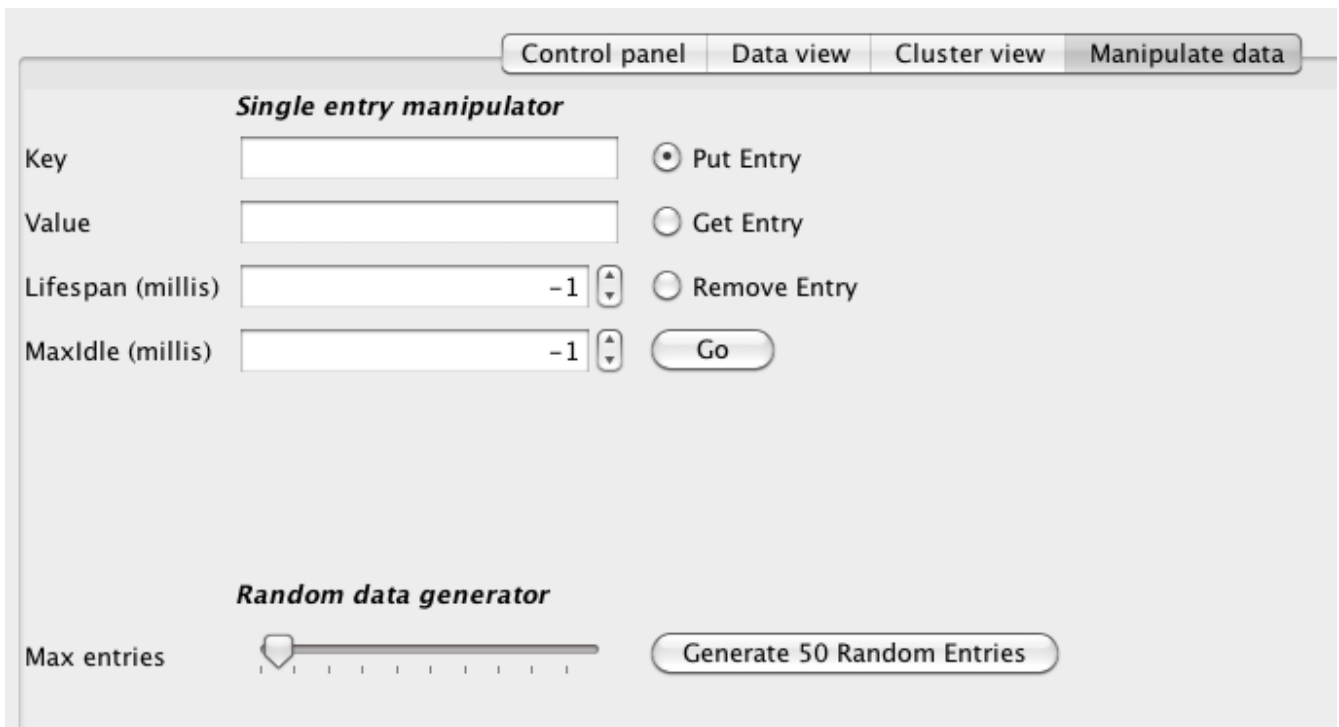 Control panel Data view Cluster view Manipulate data
Single entry manipulator
Key Put Entry
Value Get Entry
Lifespan (millis) -1 Remove Entry
MaxIdle (millis) -1 Go
Random data generator
Max entries Generate 50 Random Entries